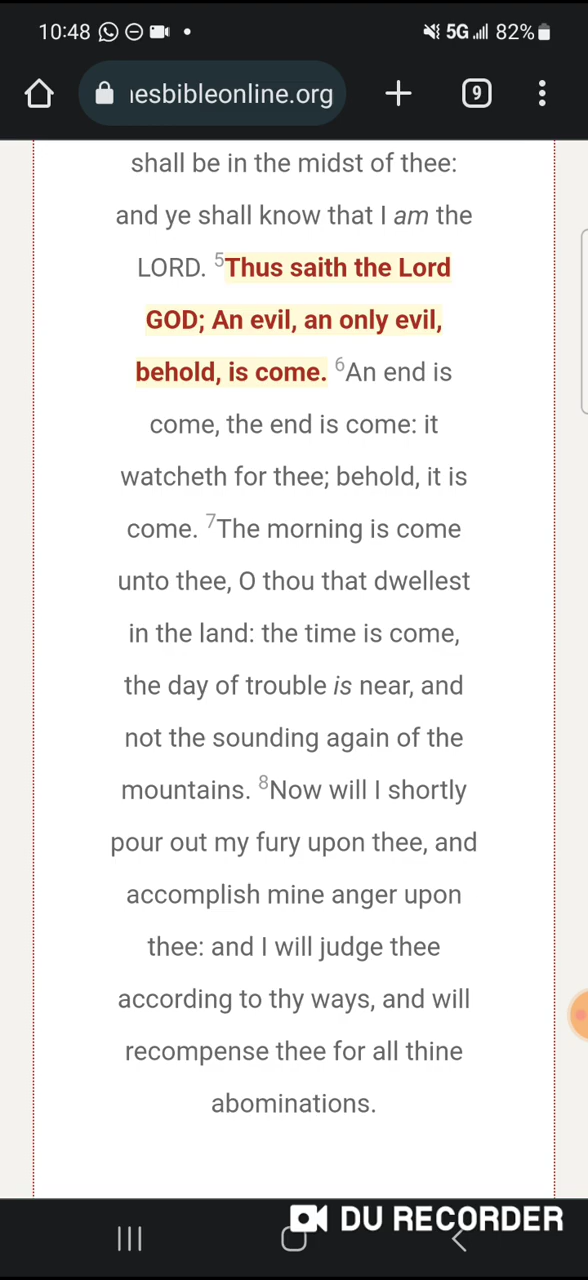 10:48
5G 82%
ıesbibleonline.org
9
shall be in the midst of thee:
and ye shall know that I am the
LORD. 5Thus saith the Lord
GOD; An evil, an only evil,
behold, is come. 6An end is
come, the end is come: it
watcheth for thee; behold, it is
come. 7The morning is come
unto thee, O thou that dwellest
in the land: the time is come,
the day of trouble is near, and
not the sounding again of the
mountains. 8Now will I shortly
pour out my fury upon thee, and
accomplish mine anger upon
thee: and I will judge thee
according to thy ways, and will
recompense thee for all thine
abominations.
DU RECORDER